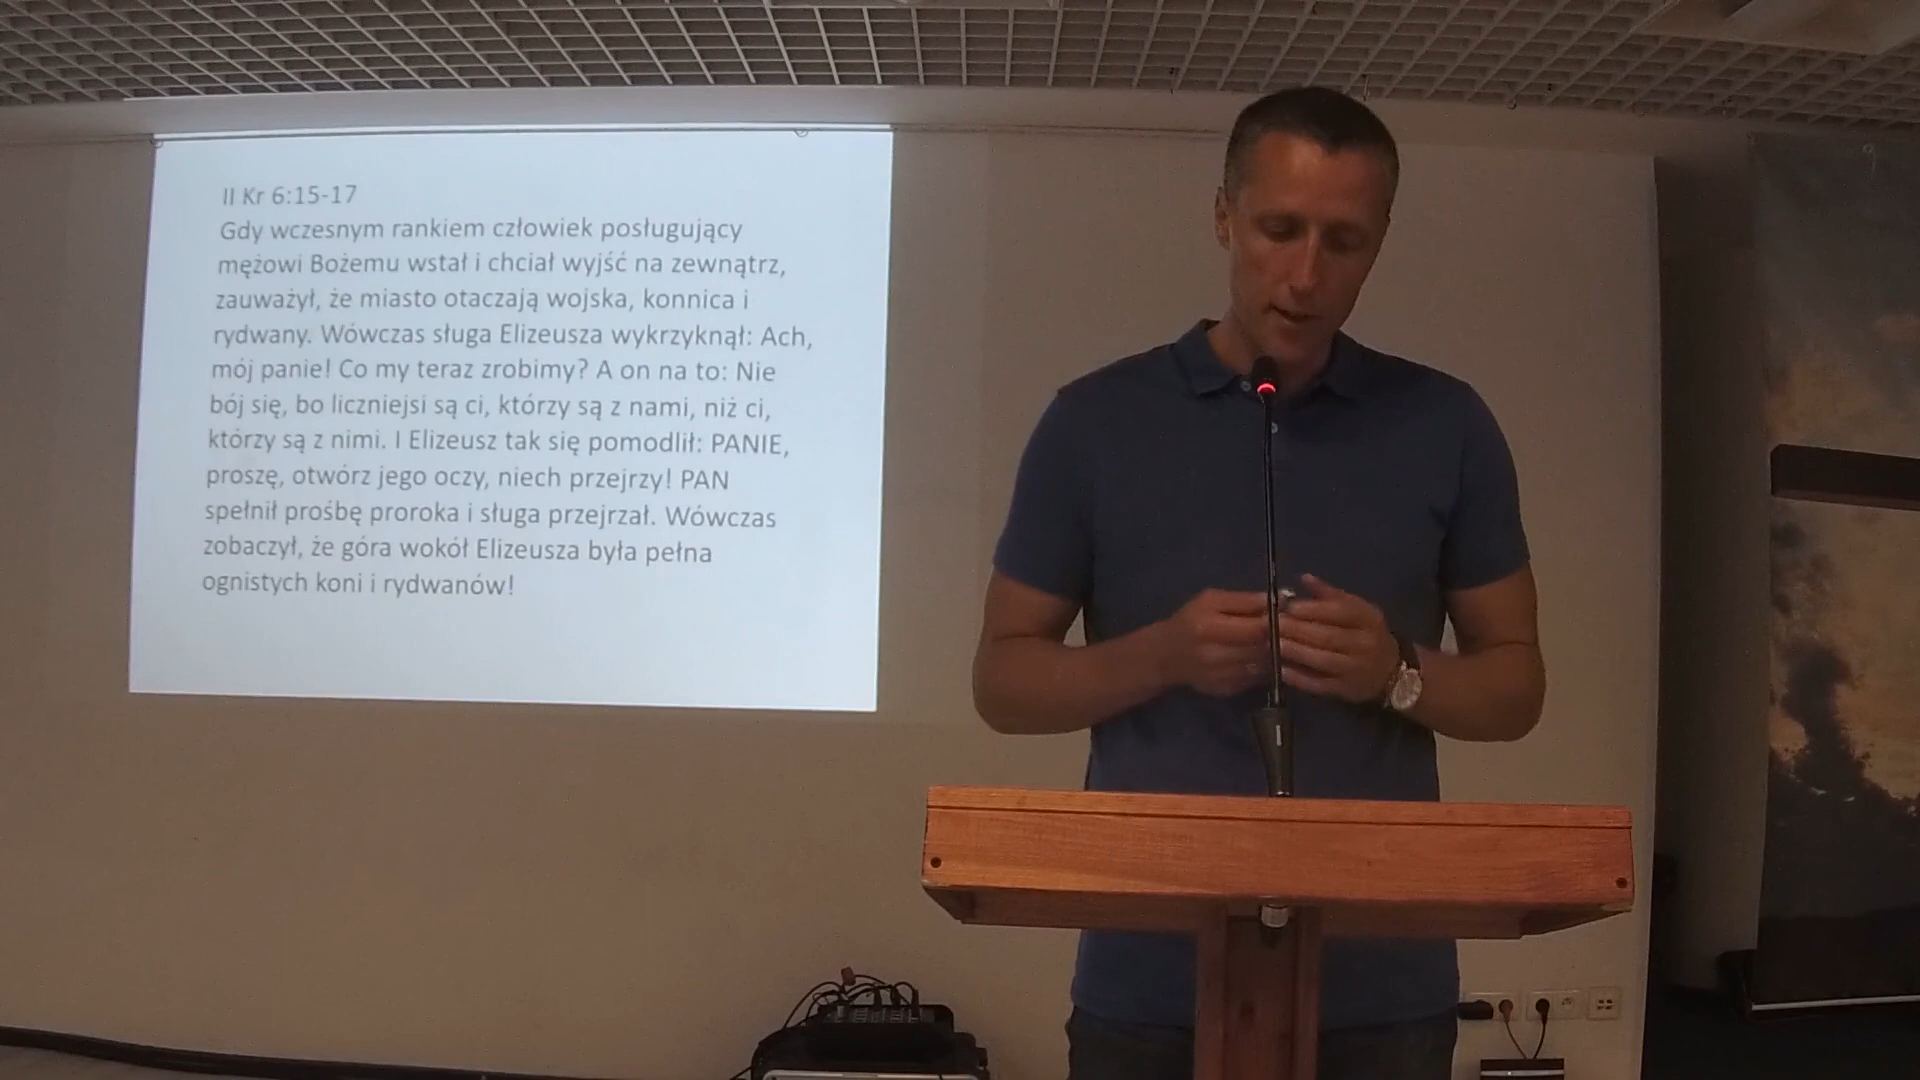 II Kr 6:15-17
Gdy wczesnym rankiem człowiek posługujący
mężowi Bożemu wstał i chciał wyjść na zewnątrz,
zauważył, że miasto otaczają wojska, konnica i
rydwany. Wówczas sługa Elizeusza wykrzyknął: Ach,
mój panie! Co my teraz zrobimy? A on na to: Nie
bój się, bo liczniejsi są ci, którzy są z nami, niż ci,
którzy są z nimi. I Elizeusz tak się pomodlił: PANIE,
proszę, otwórz jego oczy, niech przejrzy! PAN
spełnił prośbę proroka i sługa przejrzał. Wówczas
zobaczył, że góra wokół Elizeusza była pełna
ognistych koni i rydwanów!